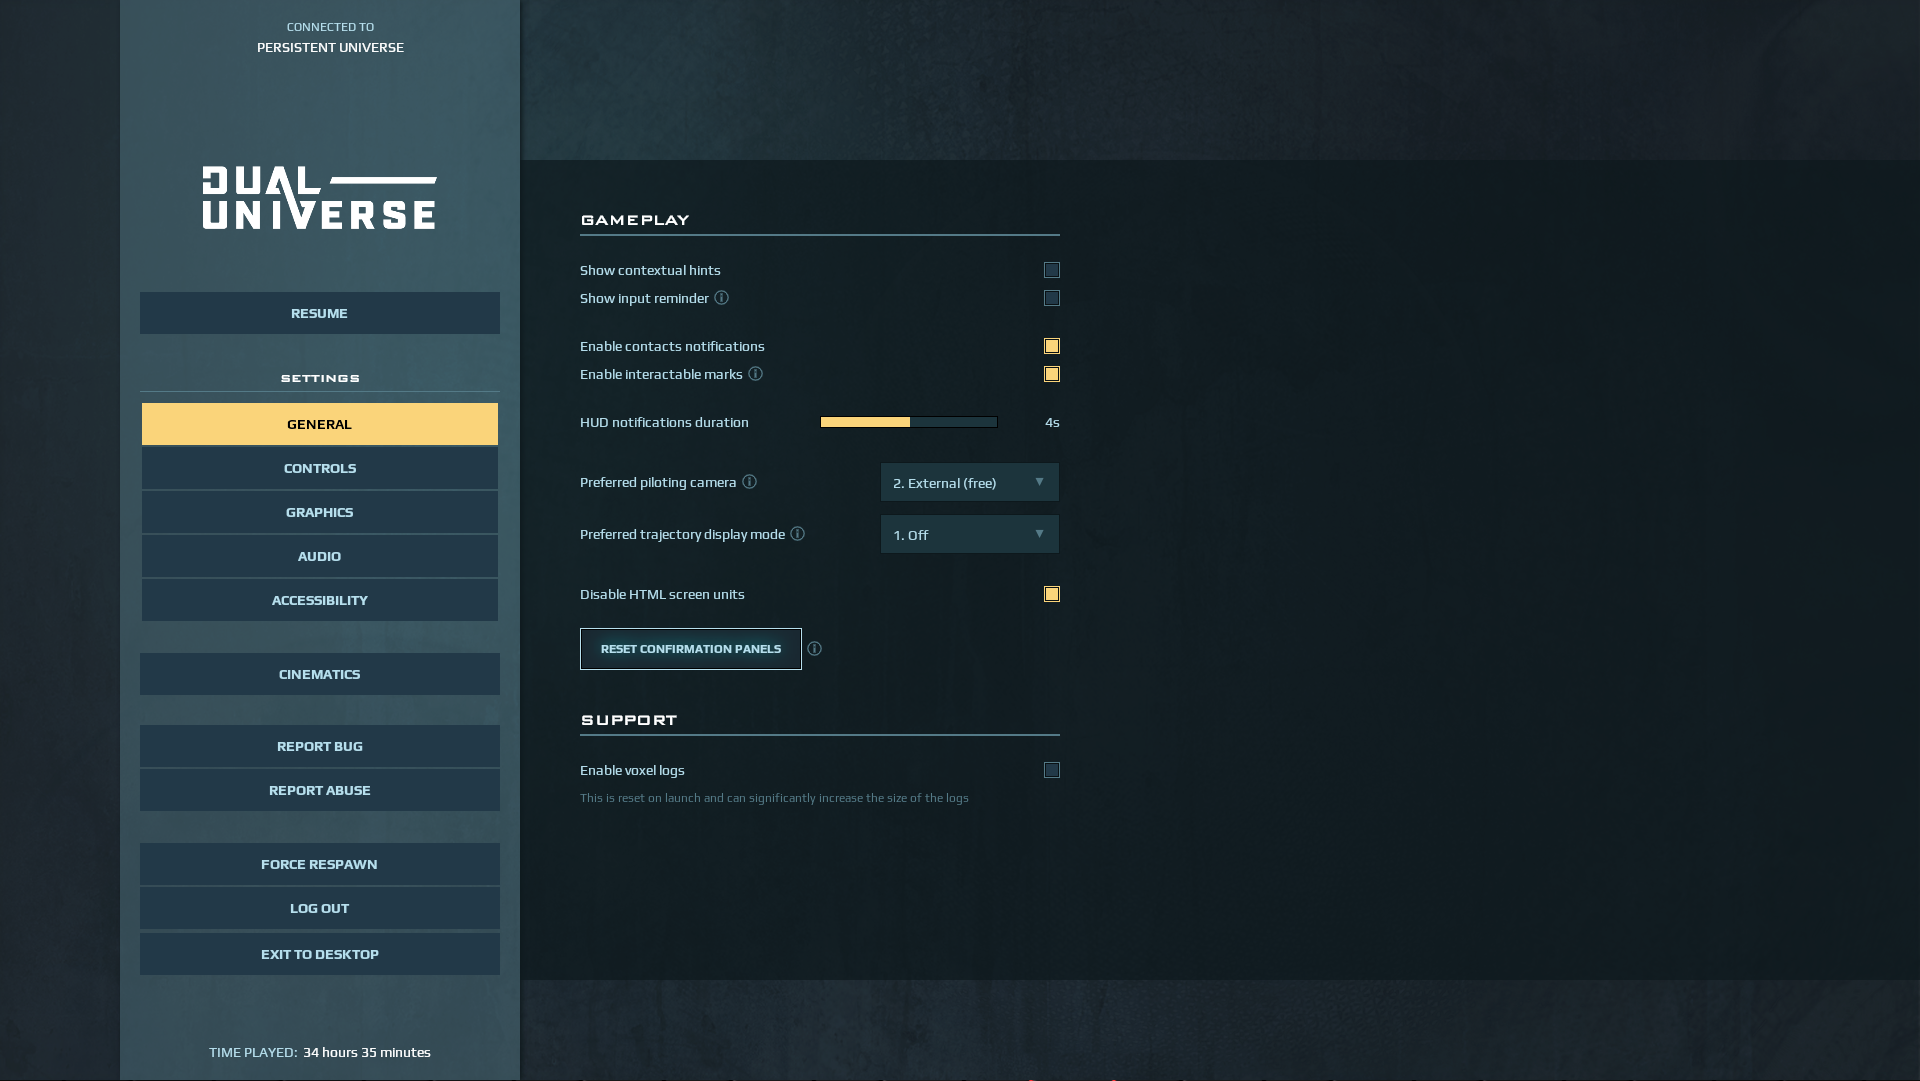 CONNECTED TO
PERSISTENT UNIVERSE
DUAL
UNIVERSE
RESUME
SETTINGS
GENERAL
CONTROLS
GRAPHICS
AUDIO
ACCESSIBILITY
CINEMATICS
REPORT BUG
REPORT ABUSE
FORCE RESPAWN
LOG OUT
EXIT TO DESKTOP
TIME PLAYED: 34 hours 35 minutes
GAMEPLAY
Show contextual hints
Show input reminder
Enable contacts notifications
Enable interactable marks
HUD notifications duration 4s
Preferred piloting camera 2. External (free)
Preferred trajectory display mode 1. Off
Disable HTML screen units
RESET CONFIRMATION PANELS
SUPPORT
Enable voxel logs
This is reset on launch and can significantly increase the size of the logs